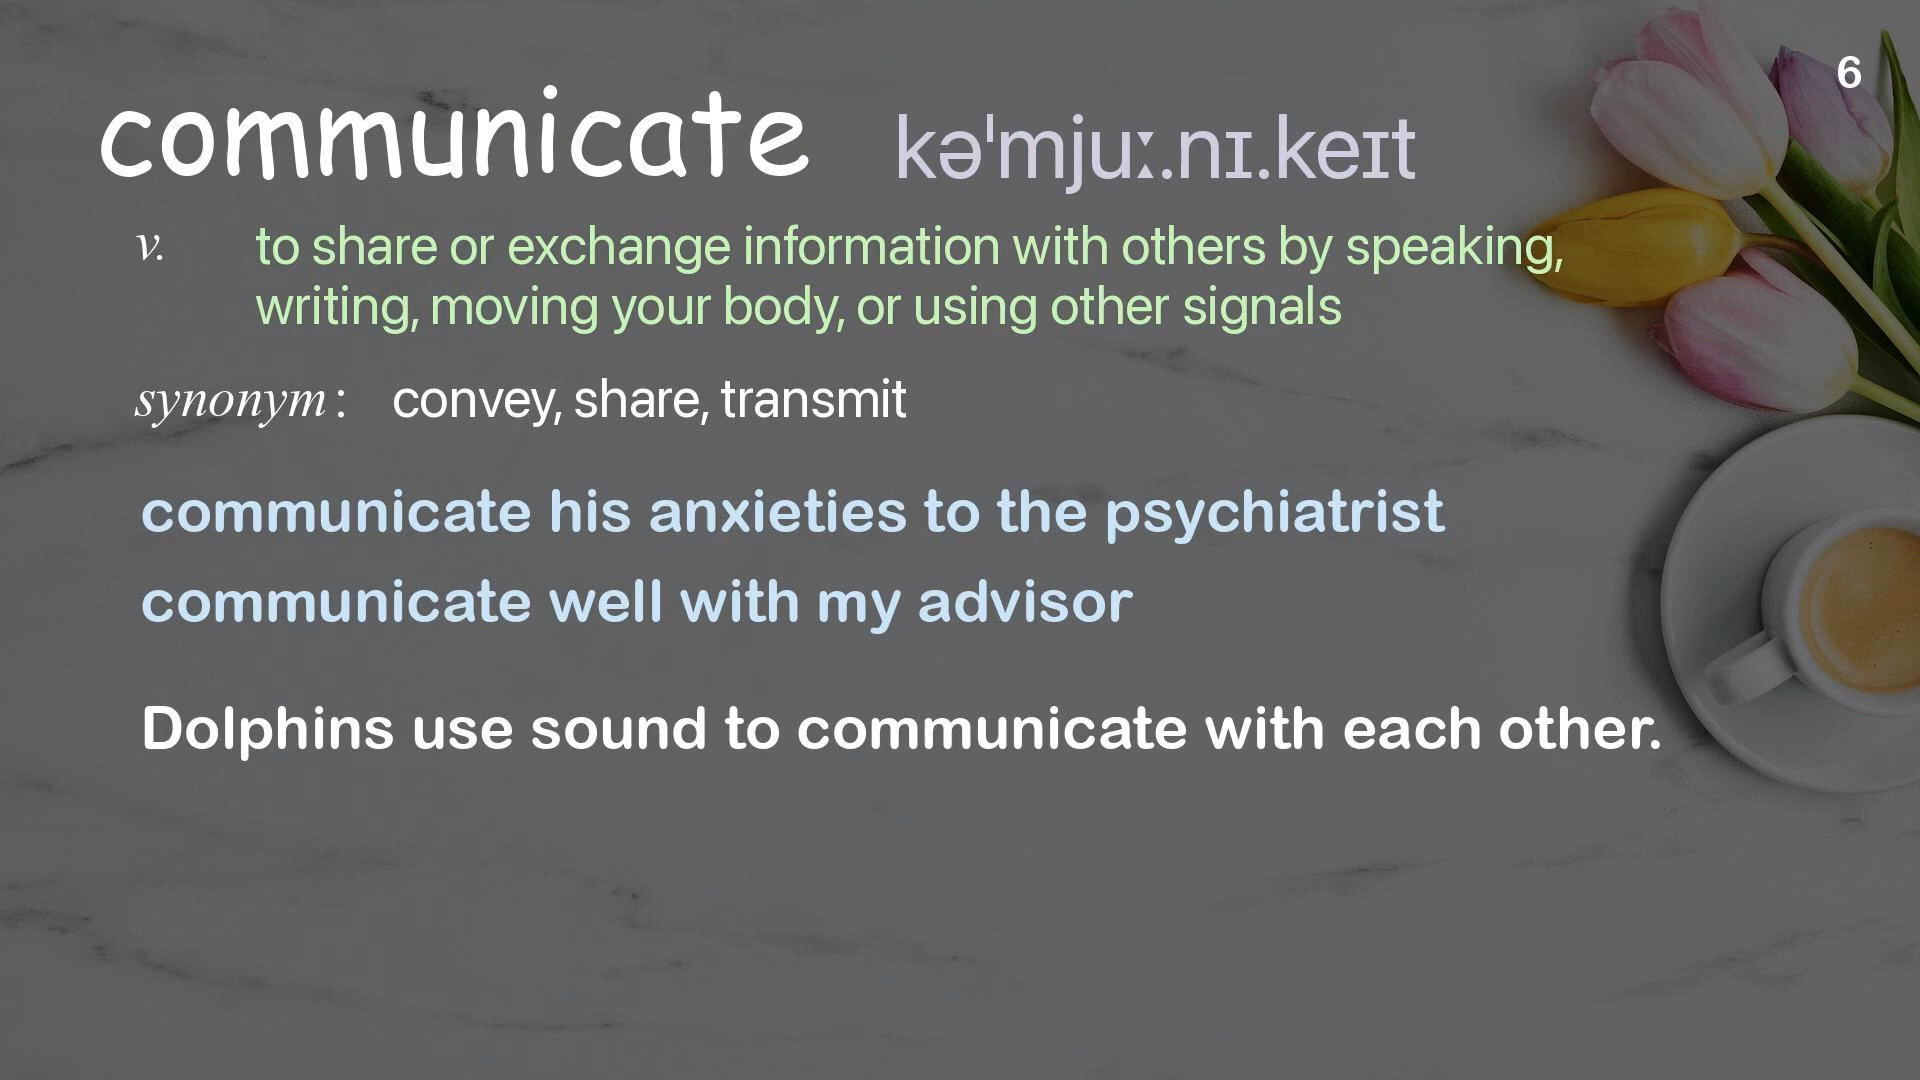 6
communicate kəˈmjuː.nɪ.keɪt
v. to share or exchange information with others by speaking,
writing, moving your body, or using other signals
synonym : convey, share, transmit
communicate his anxieties to the psychiatrist
communicate well with my advisor
Dolphins use sound to communicate with each other.